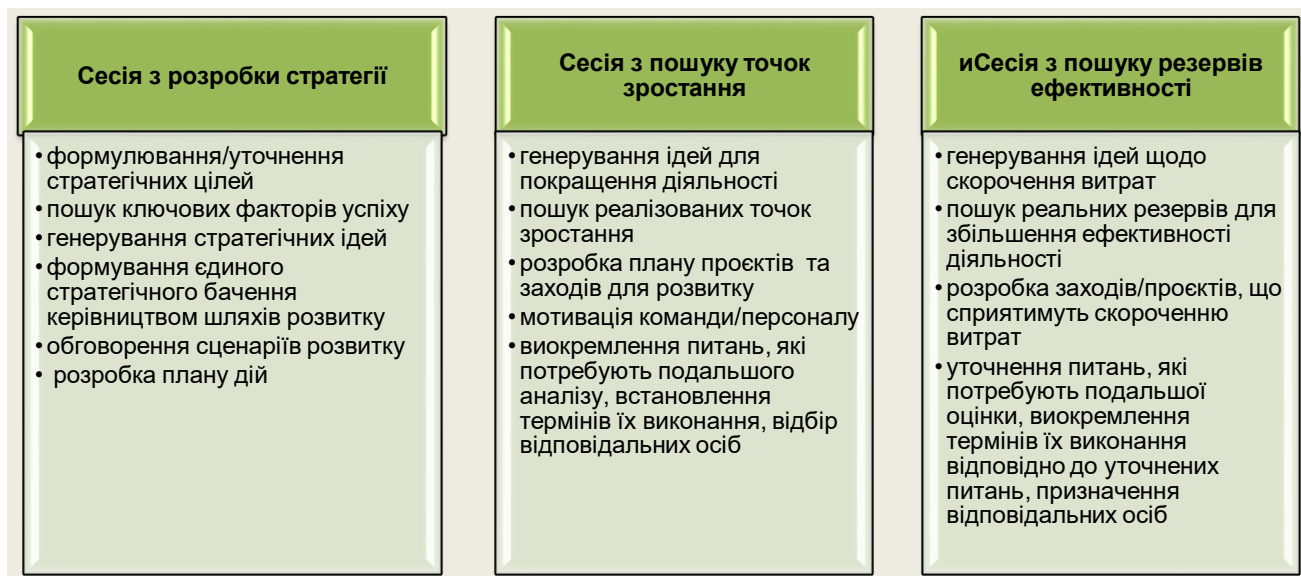 Сесія з розробки стратегії
• формулювання/уточнення
стратегічних цілей
• пошук ключових факторів успіху
• генерування стратегічних ідей
• формування єдиного
стратегічного бачення
керівництвом шляхів розвитку
• обговорення сценаріїв розвитку
• розробка плану дій
Сесія з пошуку точок
зростання
• генерування ідей для
покращення діяльності
• пошук реалізованих точок
зростання
• розробка плану проєктів та
заходів для розвитку
• мотивація команди/персоналу
• виокремлення питань, які
потребують подальшого
аналізу, встановлення
термінів їх виконання, відбір
відповідальних осіб
иСесія з пошуку резервів
ефективності
• генерування ідей щодо
скорочення витрат
• пошук реальних резервів для
збільшення ефективності
діяльності
• розробка заходів/проєктів, що
сприятимуть скороченню
витрат
• уточнення питань, які
потребують подальшої
оцінки, виокремлення
термінів їх виконання
відповідно до уточнених
питань, призначення
відповідальних осіб